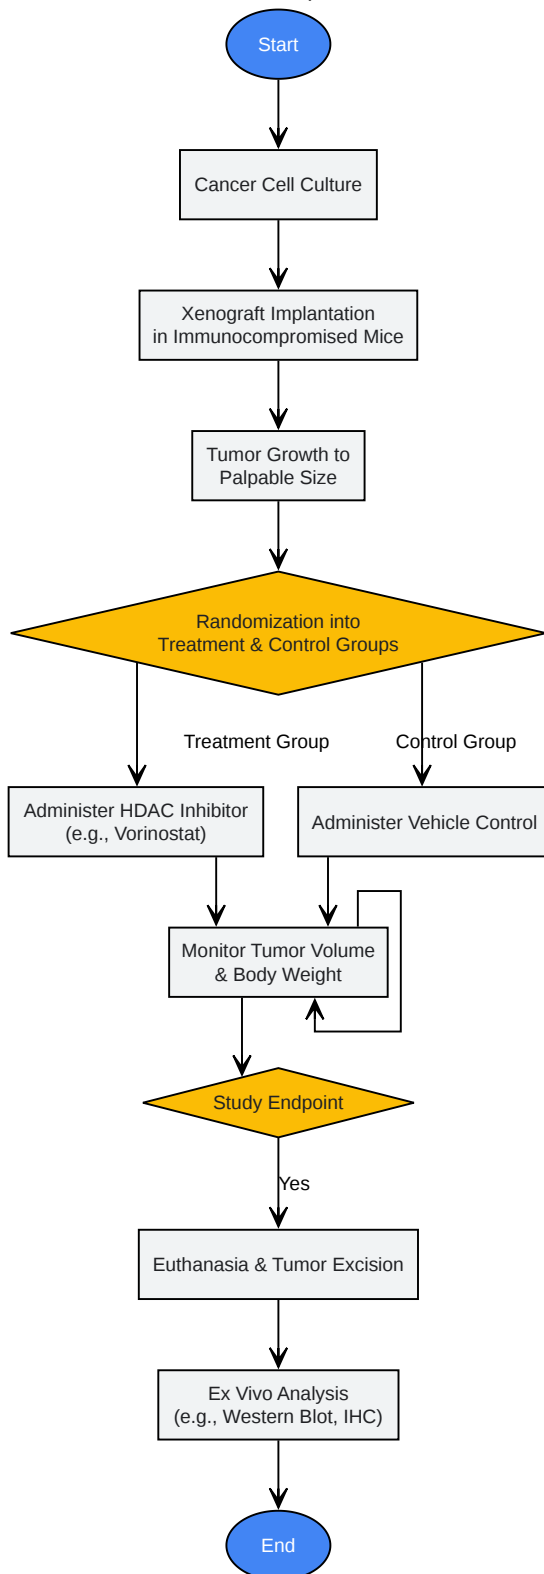 Start
Cancer Cell Culture
Xenograft Implantation
in Immunocompromised Mice
Tumor Growth to
Palpable Size
Randomization into
Treatment & Control Groups
Treatment Group
Control Group
Administer HDAC Inhibitor
(e.g., Vorinostat)
Administer Vehicle Control
Monitor Tumor Volume
& Body Weight
Study Endpoint
Yes
Euthanasia & Tumor Excision
Ex Vivo Analysis
(e.g., Western Blot, IHC)
End